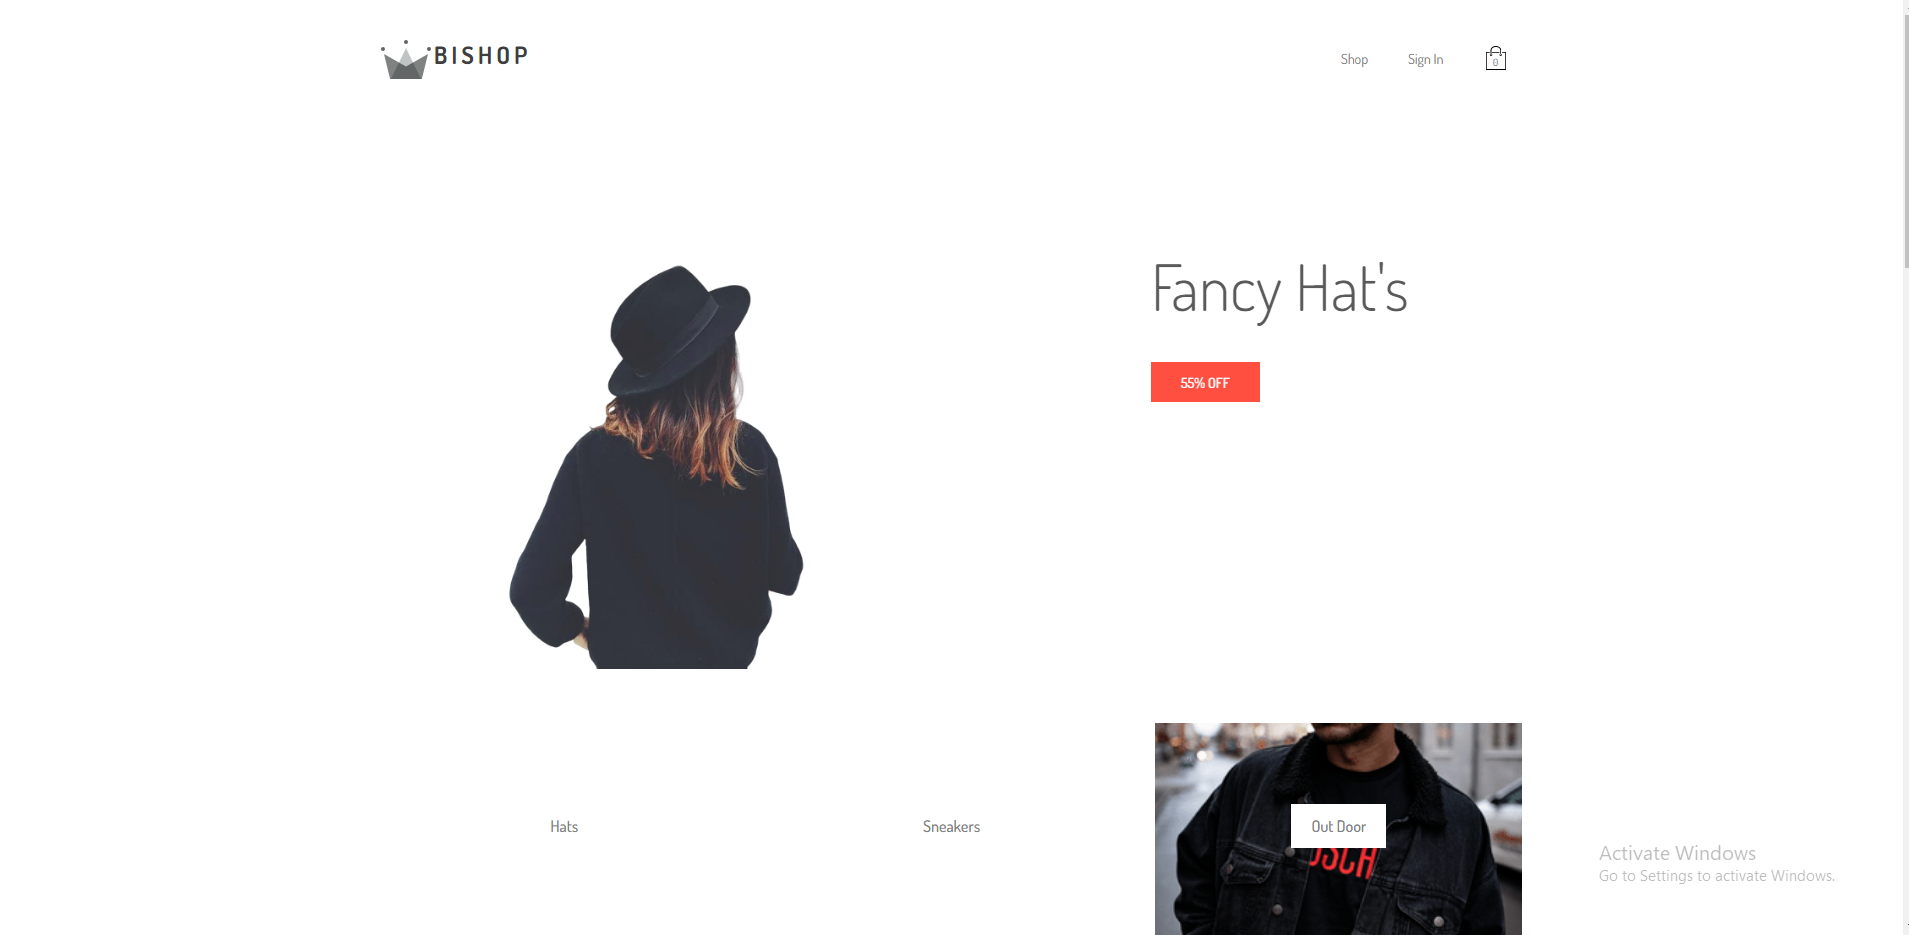 BISHOP
Shop
Sign In
0
Fancy Hat's
55% OFF
Hats
Sneakers
Out Door
Activate Windows
Go to Settings to activate Windows.